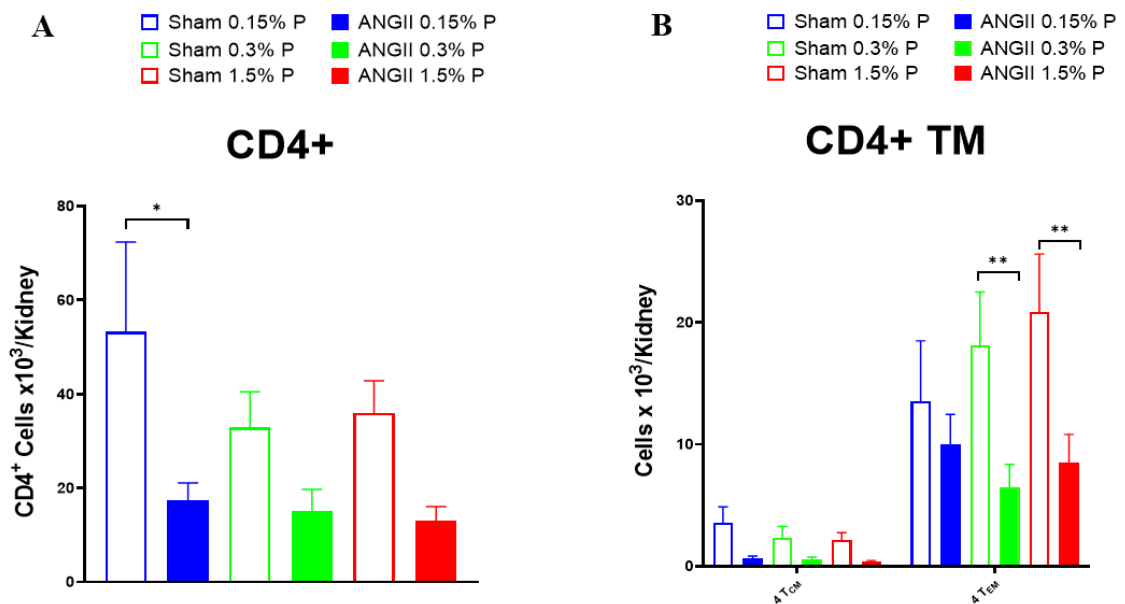 A
Sham 0.15% P ANGII 0.15% P
Sham 0.3% P ANGII 0.3% P
Sham 1.5% P ANGII 1.5% P
CD4+
CD4⁺ Cells x10³/Kidney
80
60
40
20
0
*
B
Sham 0.15% P ANGII 0.15% P
Sham 0.3% P ANGII 0.3% P
Sham 1.5% P ANGII 1.5% P
CD4+ TM
Cells x 10³/Kidney
30
20
10
0
**
**
4 TCM
4 TEM